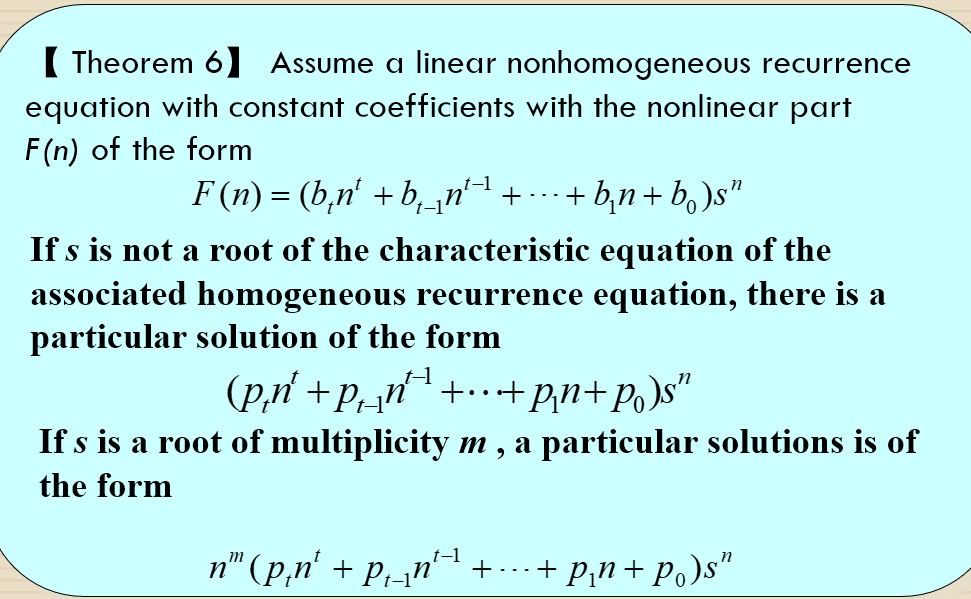 【 Theorem 6】 Assume a linear nonhomogeneous recurrence
equation with constant coefficients with the nonlinear part
F(n) of the form
F(n) = (b_t n^t + b_{t-1} n^{t-1} + ··· + b_1 n + b_0)s^n
If s is not a root of the characteristic equation of the
associated homogeneous recurrence equation, there is a
particular solution of the form
(p_t n^t + p_{t-1} n^{t-1} + ··· + p_1 n + p_0)s^n
If s is a root of multiplicity m , a particular solutions is of
the form
n^m (p_t n^t + p_{t-1} n^{t-1} + ··· + p_1 n + p_0)s^n